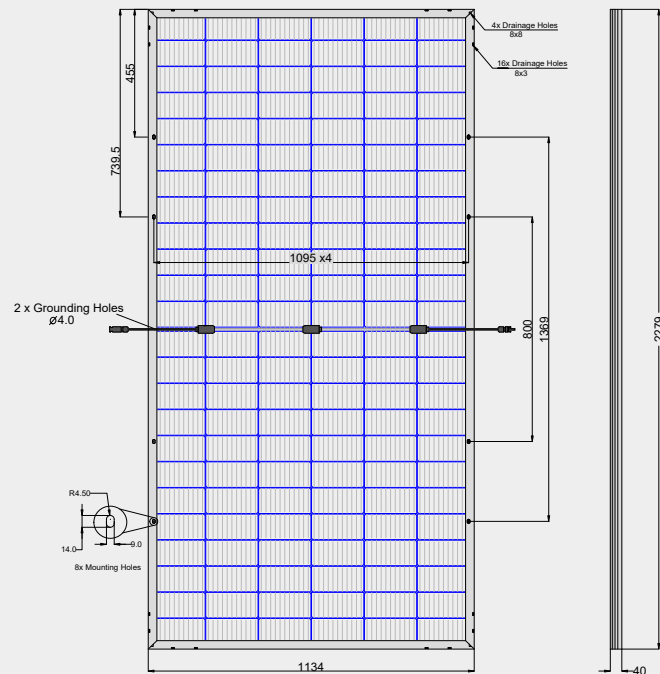 4x Drainage Holes
8x8
16x Drainage Holes
8x3
455
739.5
1095 x4
2 x Grounding Holes
Ø4.0
800
1369
2279
R4.50
14.0
9.0
8x Mounting Holes
1134
40